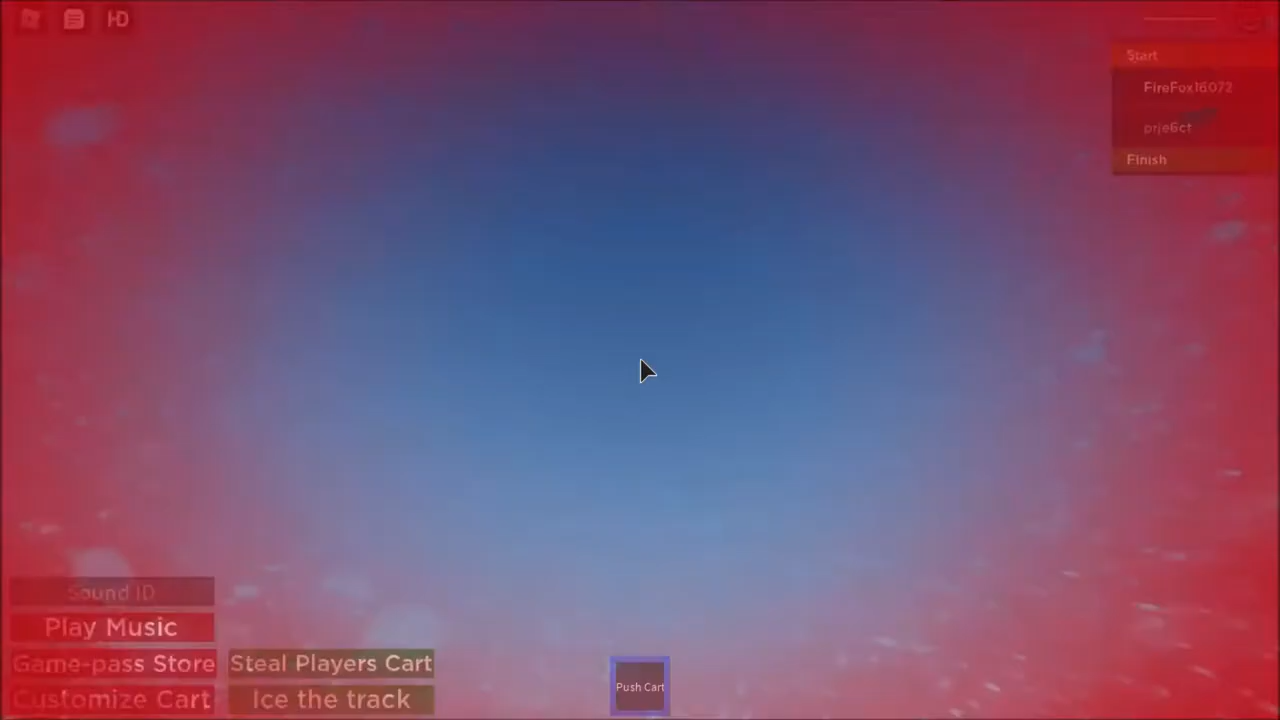 HD
Start
FireFox16072
prje6ct
Finish
Sound ID
Play Music
Game-pass Store
Steal Players Cart
Customize Cart
Ice the track
Push Cart